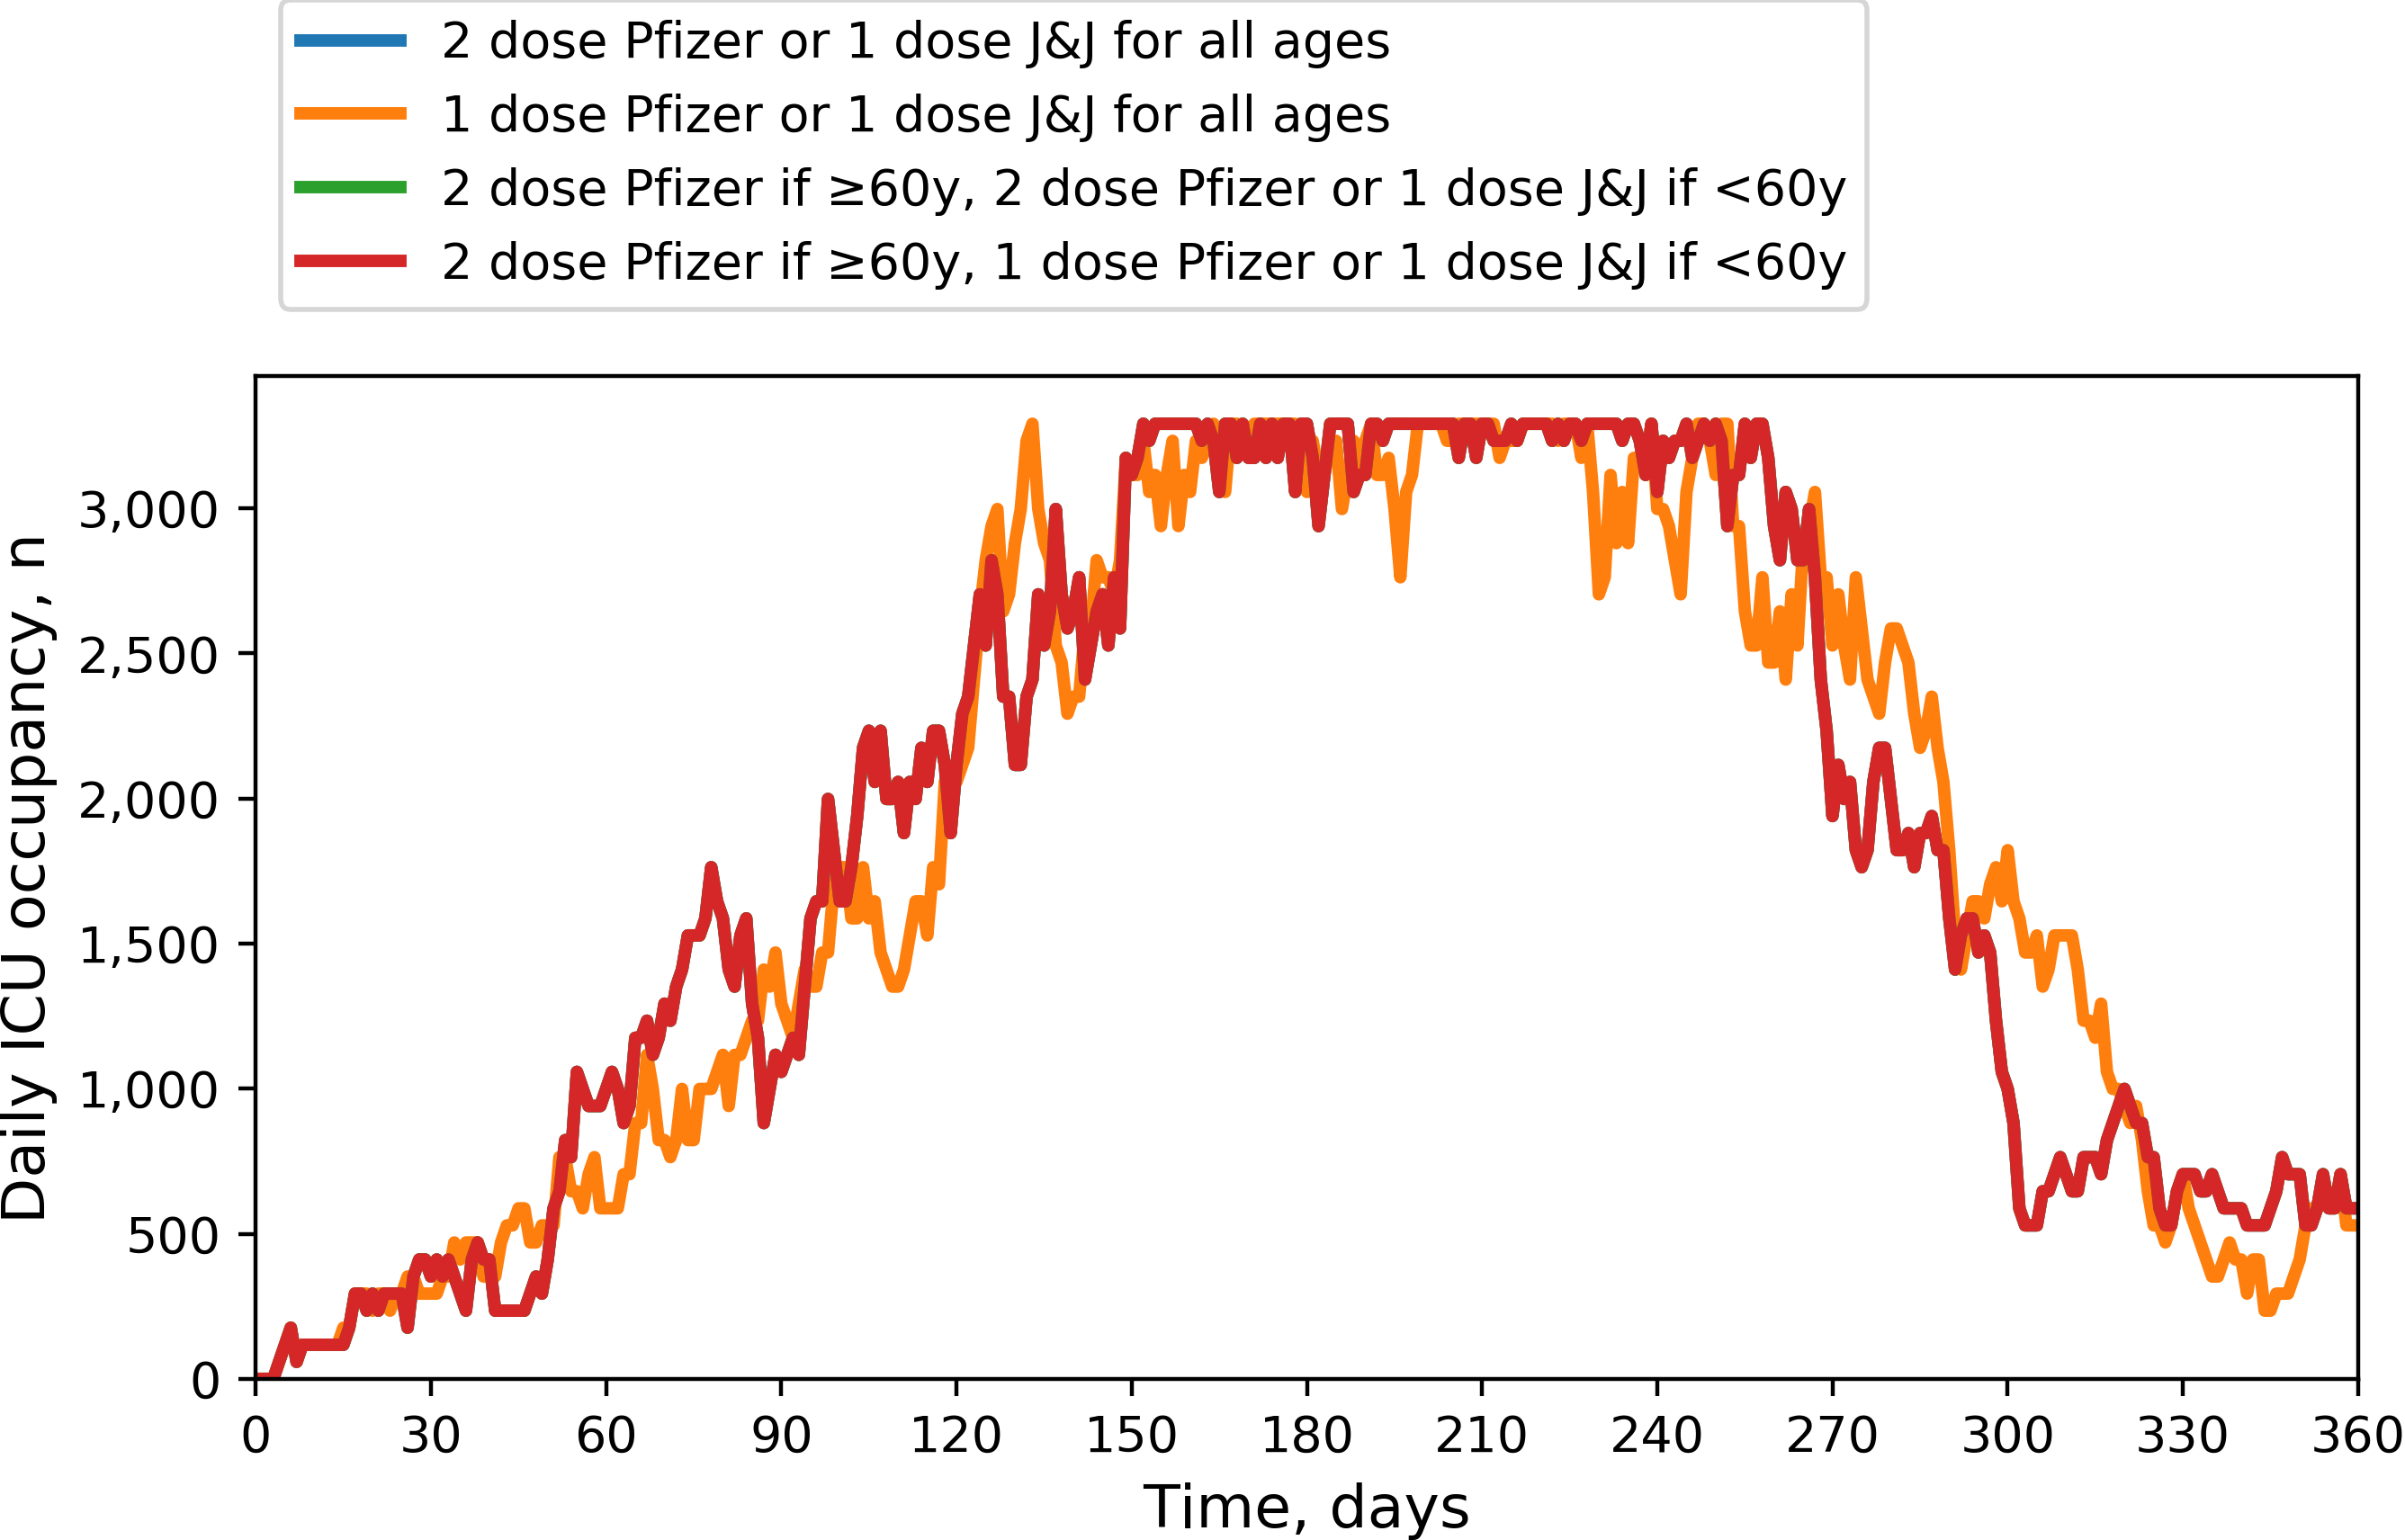 2 dose Pfizer or 1 dose J&J for all ages
1 dose Pfizer or 1 dose J&J for all ages
2 dose Pfizer if ≥60y, 2 dose Pfizer or 1 dose J&J if <60y
2 dose Pfizer if ≥60y, 1 dose Pfizer or 1 dose J&J if <60y
Daily ICU occupancy, n
3,000
2,500
2,000
1,500
1,000
500
0
0 30 60 90 120 150 180 210 240 270 300 330 360
Time, days